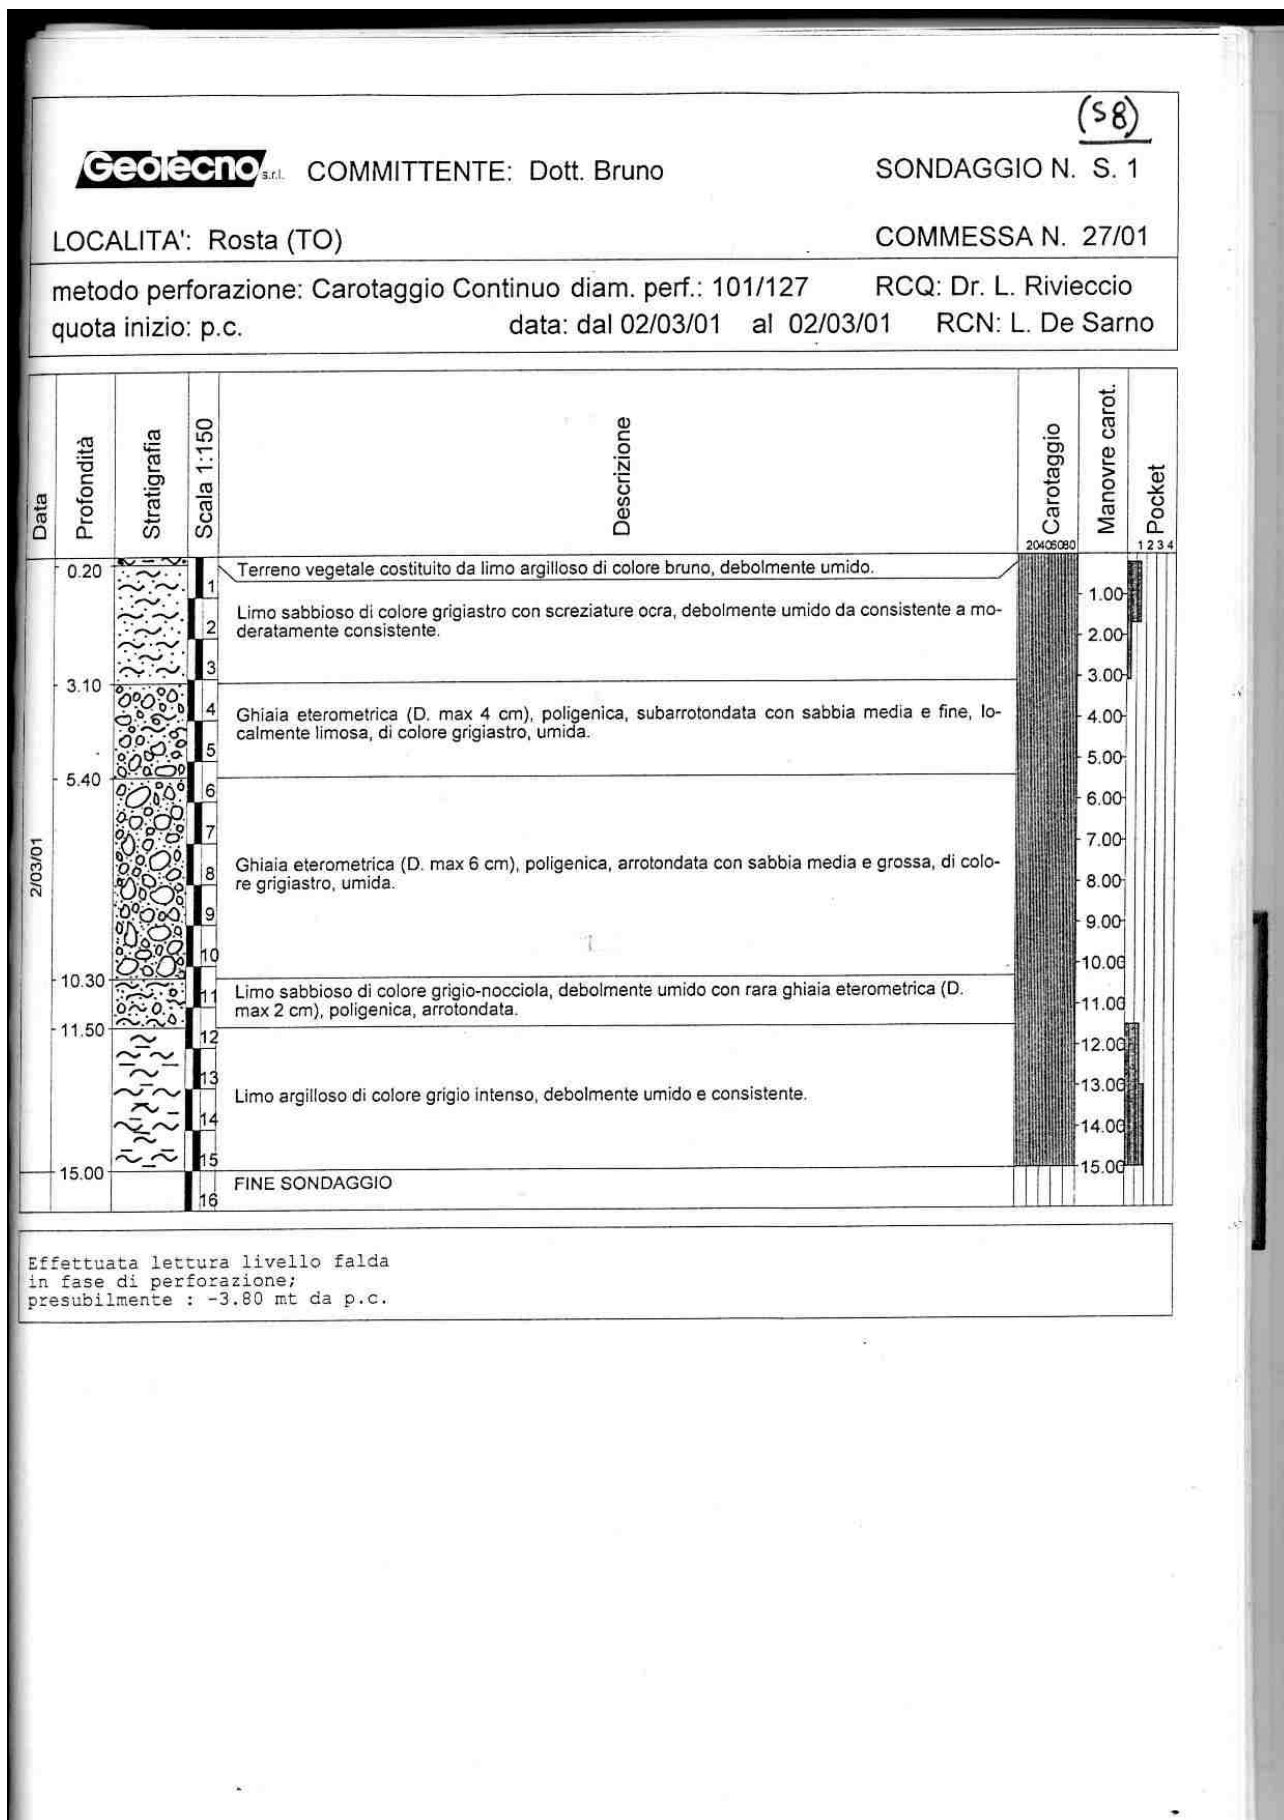 (S8)
GeoTecno s.r.l. COMMITTENTE: Dott. Bruno SONDAGGIO N. S. 1
LOCALITA': Rosta (TO) COMMESSA N. 27/01
metodo perforazione: Carotaggio Continuo diam. perf.: 101/127 RCQ: Dr. L. Rivieccio
quota inizio: p.c. data: dal 02/03/01 al 02/03/01 RCN: L. De Sarno
Data Profondità Stratigrafia Scala 1:150 Descrizione Carotaggio Manovre carot. Pocket
20406080 1 2 3 4
0.20 Terreno vegetale costituito da limo argilloso di colore bruno, debolmente umido.
1 1.00
Limo sabbioso di colore grigiastro con screziature ocra, debolmente umido da consistente a mo-
2 deratamente consistente. 2.00
3 3.00
3.10
4 4.00
Ghiaia eterometrica (D. max 4 cm), poligenica, subarrotondata con sabbia media e fine, lo-
calmente limosa, di colore grigiastro, umida.
5 5.00
5.40
6 6.00
7 7.00
2/03/01
Ghiaia eterometrica (D. max 6 cm), poligenica, arrotondata con sabbia media e grossa, di colo-
8 re grigiastro, umida. 8.00
9 9.00
10 10.00
10.30
11 Limo sabbioso di colore grigio-nocciola, debolmente umido con rara ghiaia eterometrica (D.
max 2 cm), poligenica, arrotondata. 11.00
11.50
12 12.00
13 13.00
Limo argilloso di colore grigio intenso, debolmente umido e consistente.
14 14.00
15 15.00
15.00
FINE SONDAGGIO
16
Effettuata lettura livello falda
in fase di perforazione;
presubilmente : -3.80 mt da p.c.